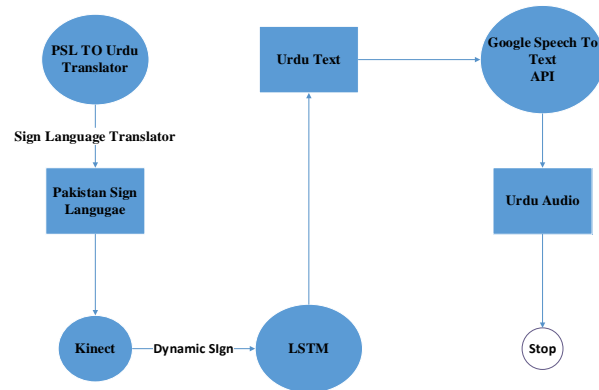 PSL TO Urdu
Translator
Sign Language Translator
Pakistan Sign
Langugae
Kinect
Dynamic SIgn
LSTM
Urdu Text
Google Speech To
Text
API
Urdu Audio
Stop